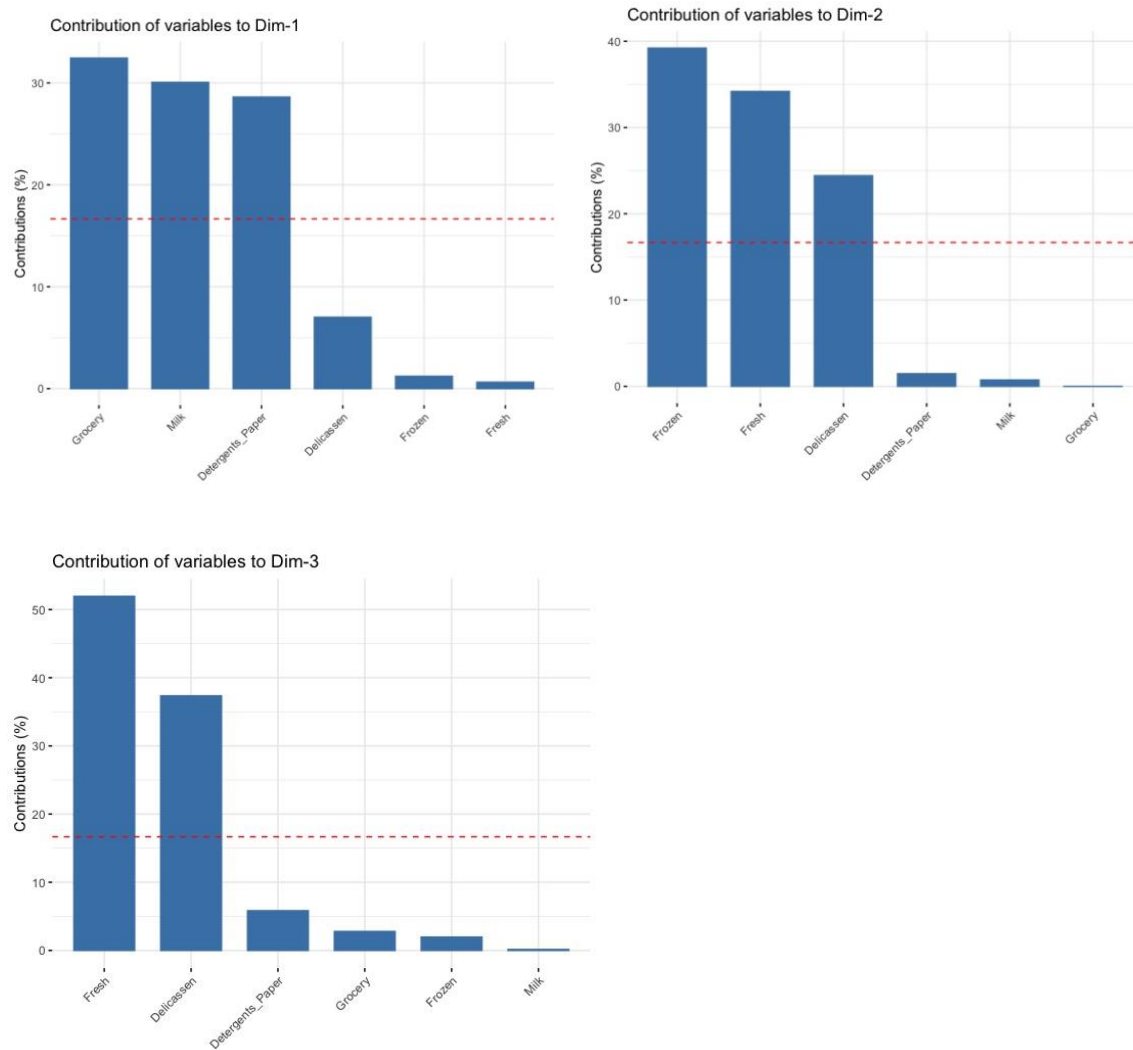 Contribution of variables to Dim-1
Contributions (%)
30
20
10
0
Grocery
Milk
Detergents_Paper
Delicassen
Frozen
Fresh
Contribution of variables to Dim-2
Contributions (%)
40
30
20
10
0
Frozen
Fresh
Delicassen
Detergents_Paper
Milk
Grocery
Contribution of variables to Dim-3
Contributions (%)
50
40
30
20
10
0
Fresh
Delicassen
Detergents_Paper
Grocery
Frozen
Milk